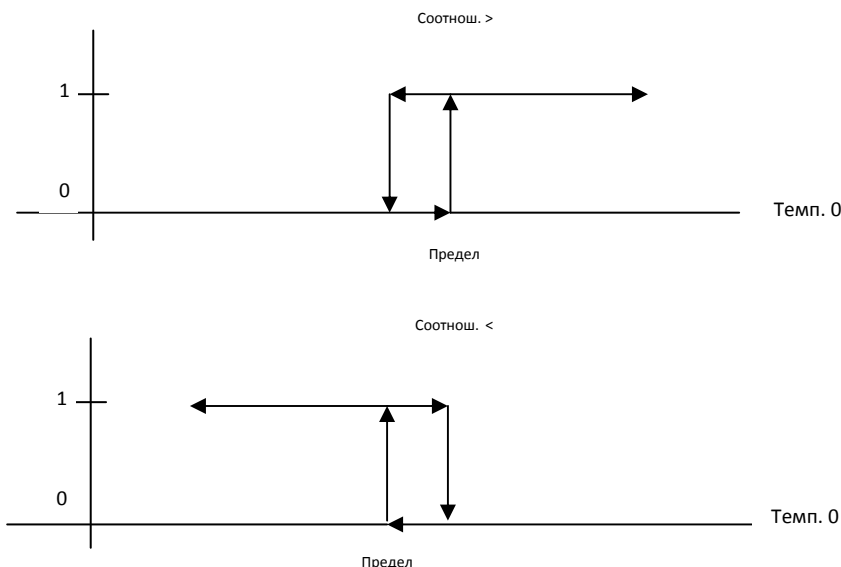 Соотнош. >
1
0
Темп. 0
Предел
Соотнош. <
1
0
Темп. 0
Предел